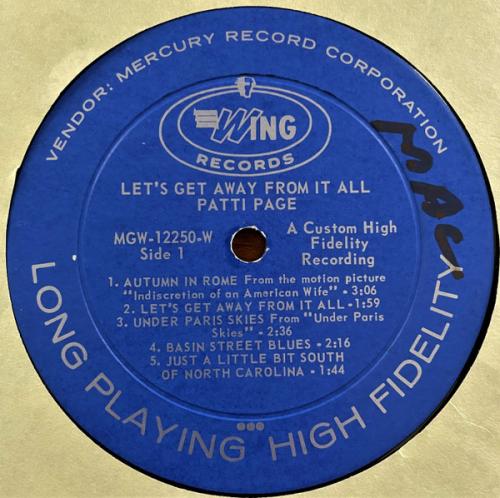 VENDOR: MERCURY RECORD CORPORATION
WING
RECORDS
LET'S GET AWAY FROM IT ALL
PATTI PAGE
MGW-12250-W
Side 1
A Custom High
Fidelity
Recording
1. AUTUMN IN ROME From the motion picture
"Indiscretion of an American Wife" - 3:06
2. LET'S GET AWAY FROM IT ALL - 1:59
3. UNDER PARIS SKIES From "Under Paris
Skies" - 2:36
4. BASIN STREET BLUES - 2:16
5. JUST A LITTLE BIT SOUTH
OF NORTH CAROLINA - 1:44
LONG PLAYING HIGH FIDELITY
MAC